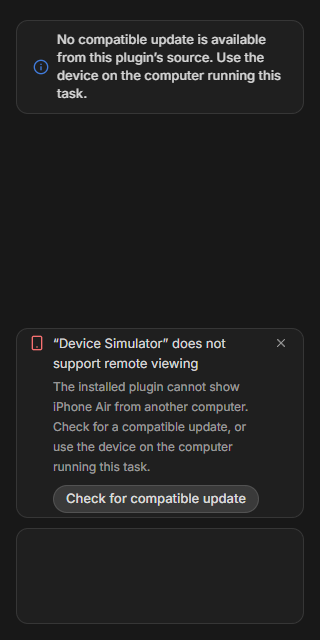 No compatible update is available
from this plugin’s source. Use the
device on the computer running this
task.
“Device Simulator” does not
support remote viewing
The installed plugin cannot show
iPhone Air from another computer.
Check for a compatible update, or
use the device on the computer
running this task.
Check for compatible update